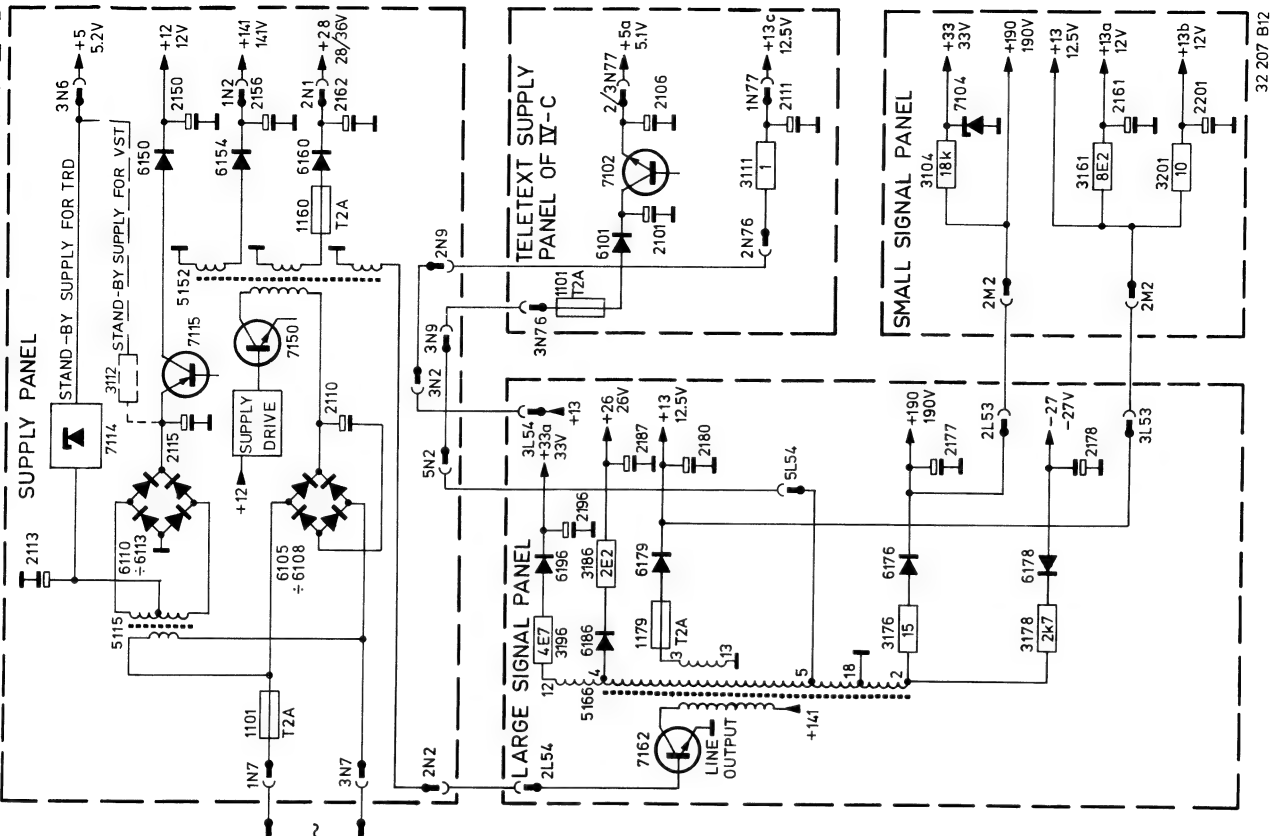 SUPPLY PANEL
STAND-BY SUPPLY FOR TRD
STAND-BY SUPPLY FOR VST
3N6
+5
5.2V
+12
12V
2150
+141
141V
1N2
2156
+28
28/36V
2N1
2162
6150
6154
6160
1160
T2A
5152
7115
7150
3112
7114
2115
2113
2110
SUPPLY
DRIVE
+12
6110
÷6113
6105
÷6108
5115
1101
T2A
1N7
3N7
~
2N2
2N9
3N9
3N2
5N2
TELETEXT SUPPLY
PANEL OF IV-C
+5a
5.1V
2/3N77
2106
+13c
12.5V
1N77
2111
7102
3111
1
6101
2101
2N76
1101
T2A
3N76
SMALL SIGNAL PANEL
+33
33V
7104
+190
190V
+13
12.5V
+13a
12V
2161
+13b
12V
2201
3104
18k
3161
8E2
3201
10
2M2
2M2
LARGE SIGNAL PANEL
3L54
+13
+33a
33V
2196
+26
26V
2187
+13
12.5V
2180
5L54
+190
190V
2177
2L53
-27
-27V
2178
3L53
6196
3196
4E7
3186
2E2
6186
6179
1179
T2A
6176
3176
15
6178
3178
2k7
12
5166
4
3
13
5
18
2
7162
LINE
OUTPUT
+141
2L54
32 207 B12